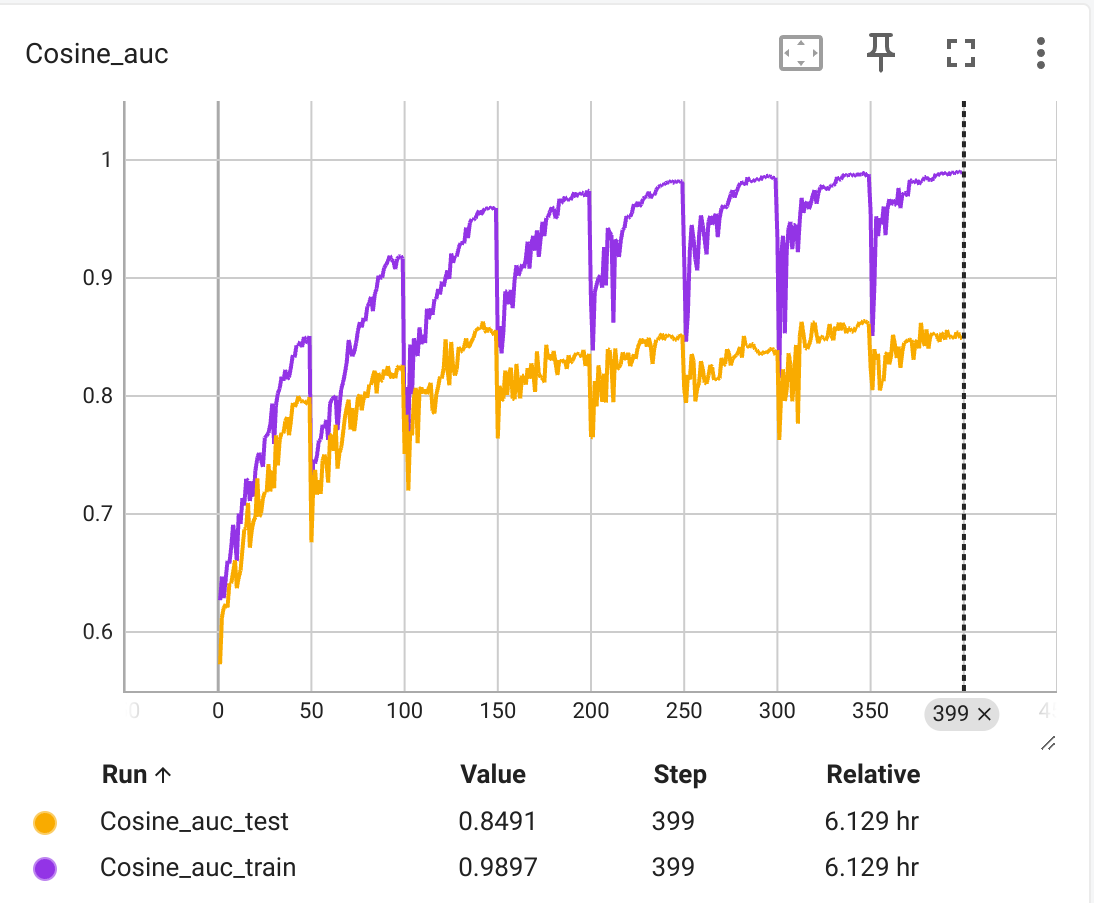 Cosine_auc
1
0.9
0.8
0.7
0.6
0 0 50 100 150 200 250 300 350 399 ×
Run ↑ Value Step Relative
Cosine_auc_test 0.8491 399 6.129 hr
Cosine_auc_train 0.9897 399 6.129 hr